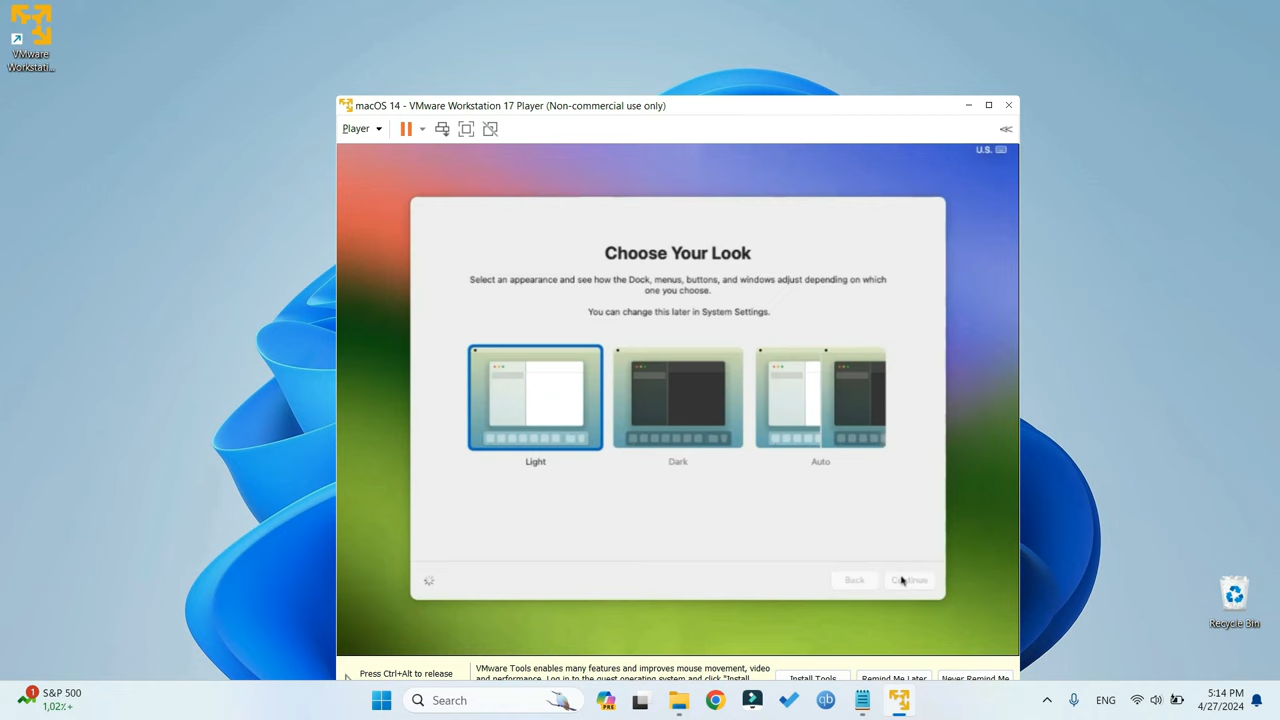 VMware
Workstati...
macOS 14 - VMware Workstation 17 Player (Non-commercial use only)
Player
U.S.
Choose Your Look
Select an appearance and see how the Dock, menus, buttons, and windows adjust depending on which
one you choose.
You can change this later in System Settings.
Light
Dark
Auto
Back
Continue
Recycle Bin
Press Ctrl+Alt to release
VMware Tools enables many features and improves mouse movement, video
and performance. Log in to the guest operating system and click "Install
Install Tools
Remind Me Later
Never Remind Me
1
S&P 500
1,02%+
Search
PRE
qb
ENG
5:14 PM
4/27/2024